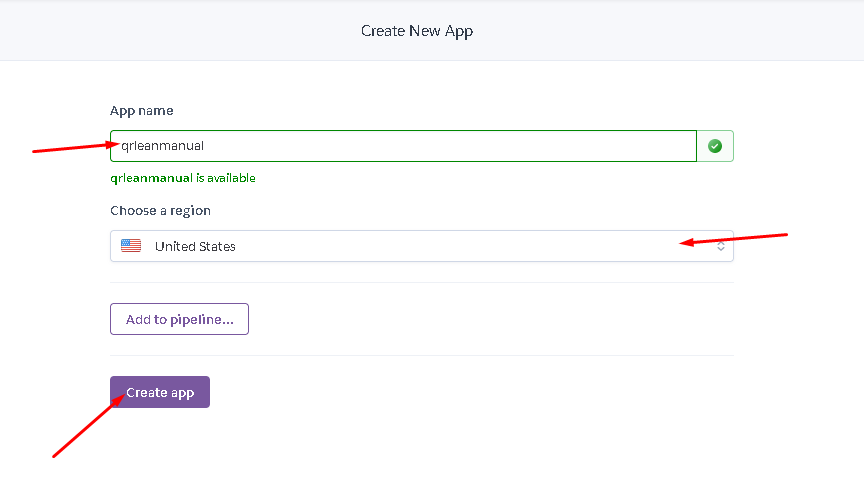 Create New App
App name
qrleanmanual
qrleanmanual is available
Choose a region
United States
Add to pipeline...
Create app